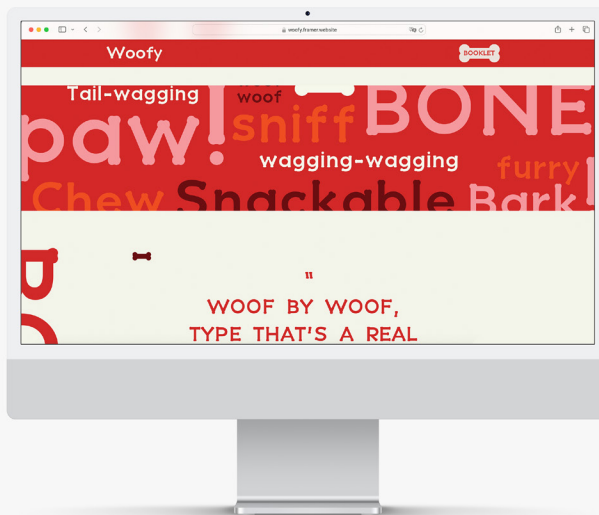 woofy.framer.website
Woofy
BOOKLET
Tail-wagging
woof
paw!
sniff
BONE
wagging-wagging
furry
Chew
Snackable
Bark!
"
WOOF BY WOOF,
TYPE THAT'S A REAL